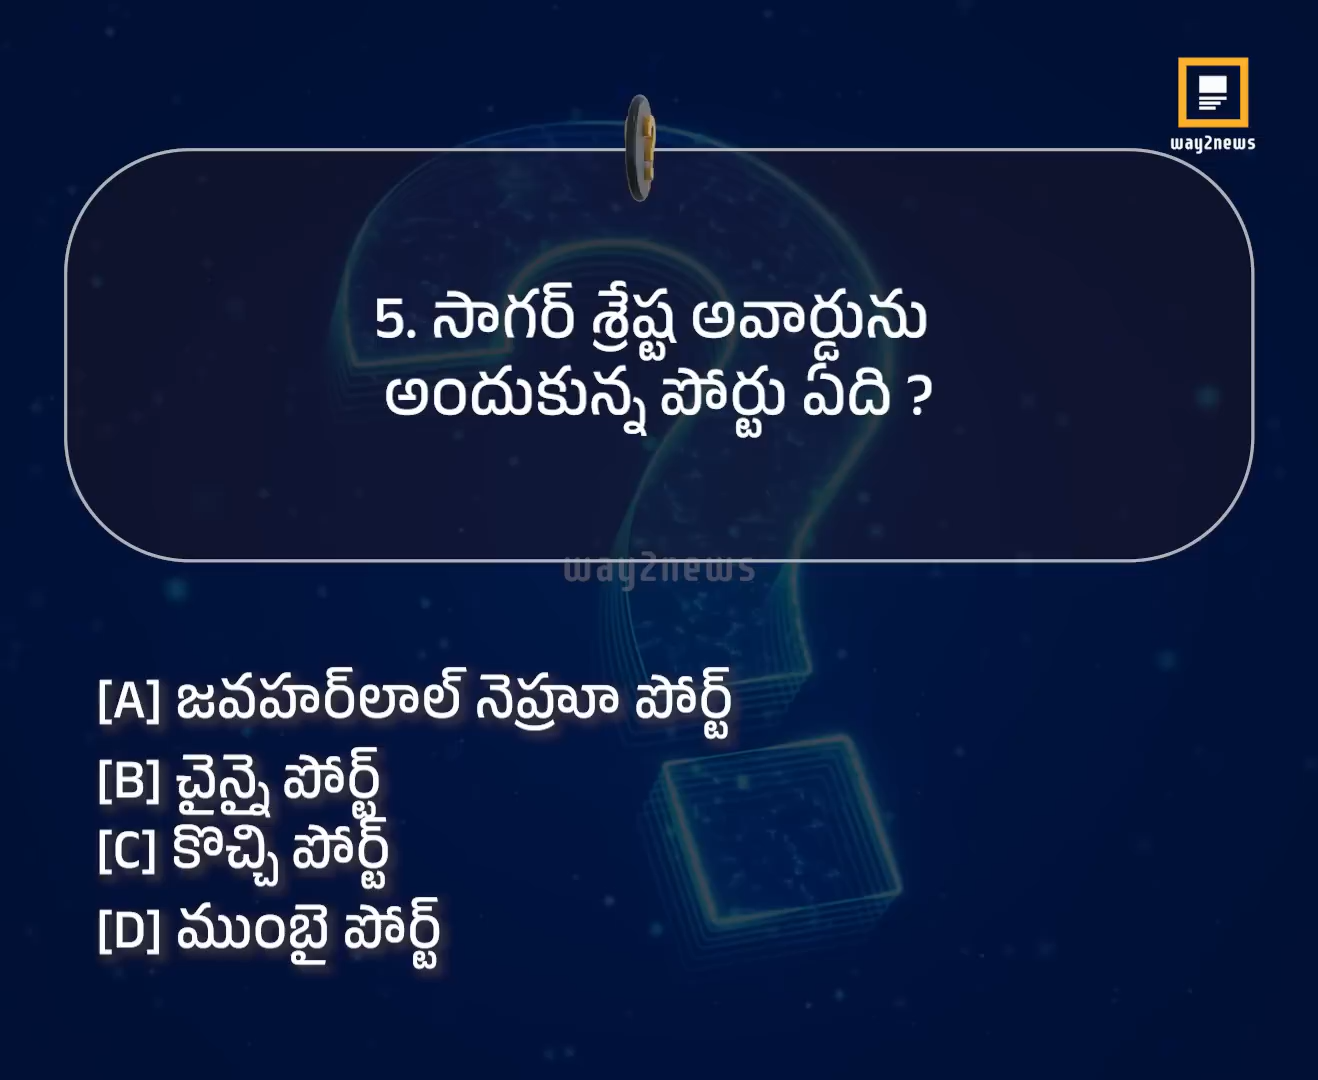 way2news
5. సాగర్ శ్రేష్ట అవార్డును
అందుకున్న పోర్టు ఏది ?
way2news
[A] జవహర్‌లాల్ నెహ్రూ పోర్ట్
[B] చైన్నై పోర్ట్
[C] కొచ్చి పోర్ట్
[D] ముంబై పోర్ట్